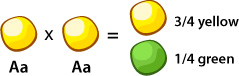 x = 3/4 yellow
Aa Aa 1/4 green